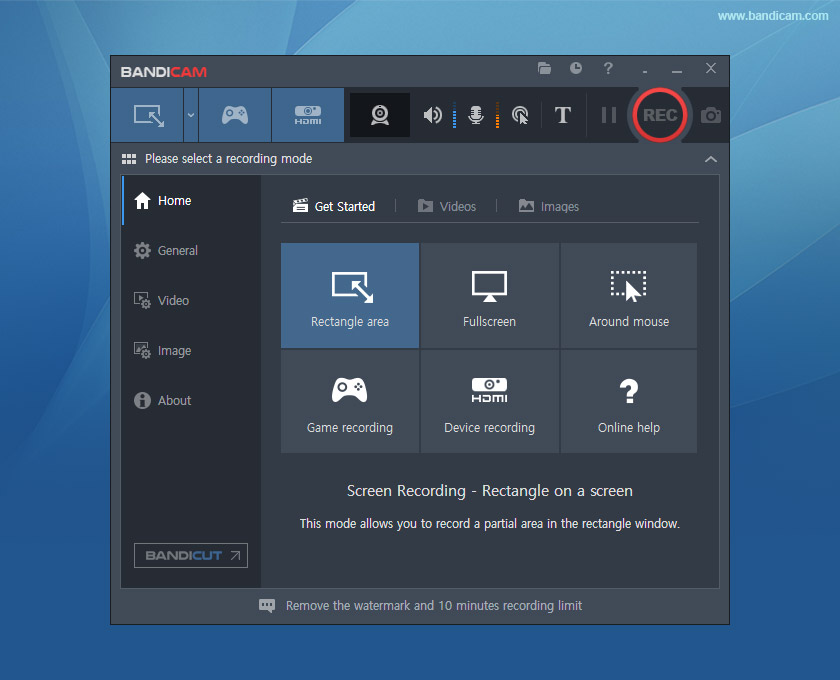 www.bandicam.com
BANDICAM
HDMI
T
REC
Please select a recording mode
Home
Get Started
Videos
Images
General
Video
Image
About
Rectangle area
Fullscreen
Around mouse
HDMI
Game recording
Device recording
Online help
Screen Recording - Rectangle on a screen
This mode allows you to record a partial area in the rectangle window.
BANDICUT
Remove the watermark and 10 minutes recording limit